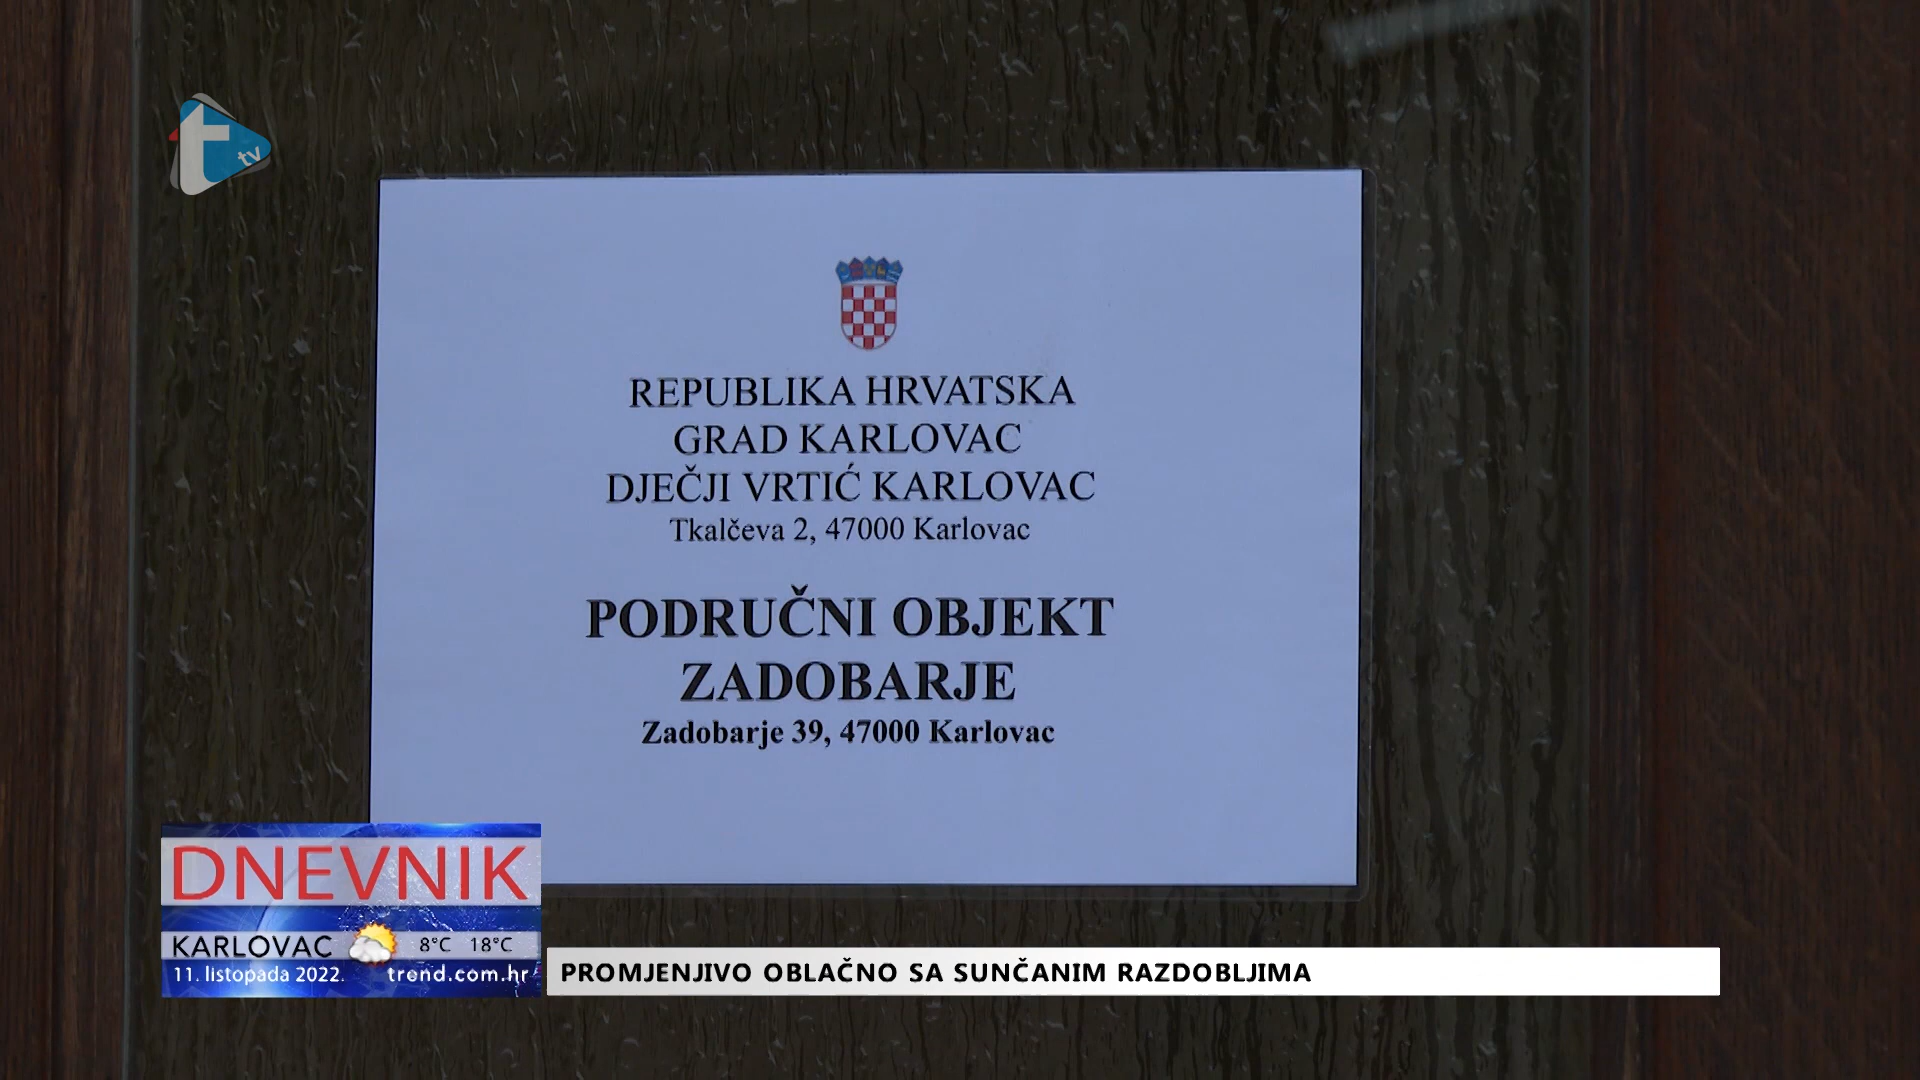 t
tv
REPUBLIKA HRVATSKA
GRAD KARLOVAC
DJEČJI VRTIĆ KARLOVAC
Tkalčeva 2, 47000 Karlovac
PODRUČNI OBJEKT
ZADOBARJE
Zadobarje 39, 47000 Karlovac
DNEVNIK
KARLOVAC 8°C 18°C
11. listopada 2022. trend.com.hr
PROMJENJIVO OBLAČNO SA SUNČANIM RAZDOBLJIMA